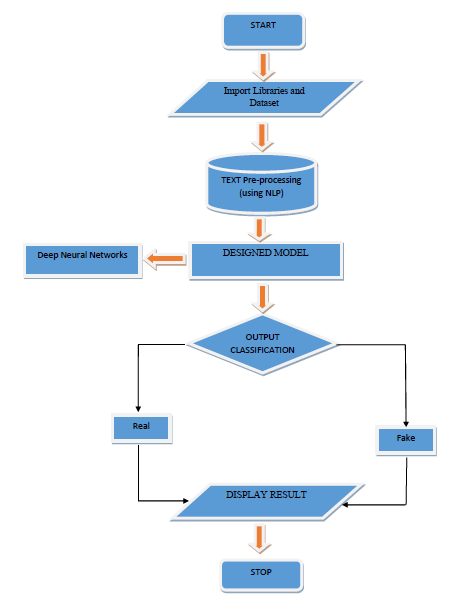 START
Import Libraries and
Dataset
TEXT Pre-processing
(using NLP)
Deep Neural Networks
DESIGNED MODEL
OUTPUT
CLASSIFICATION
Real
Fake
DISPLAY RESULT
STOP